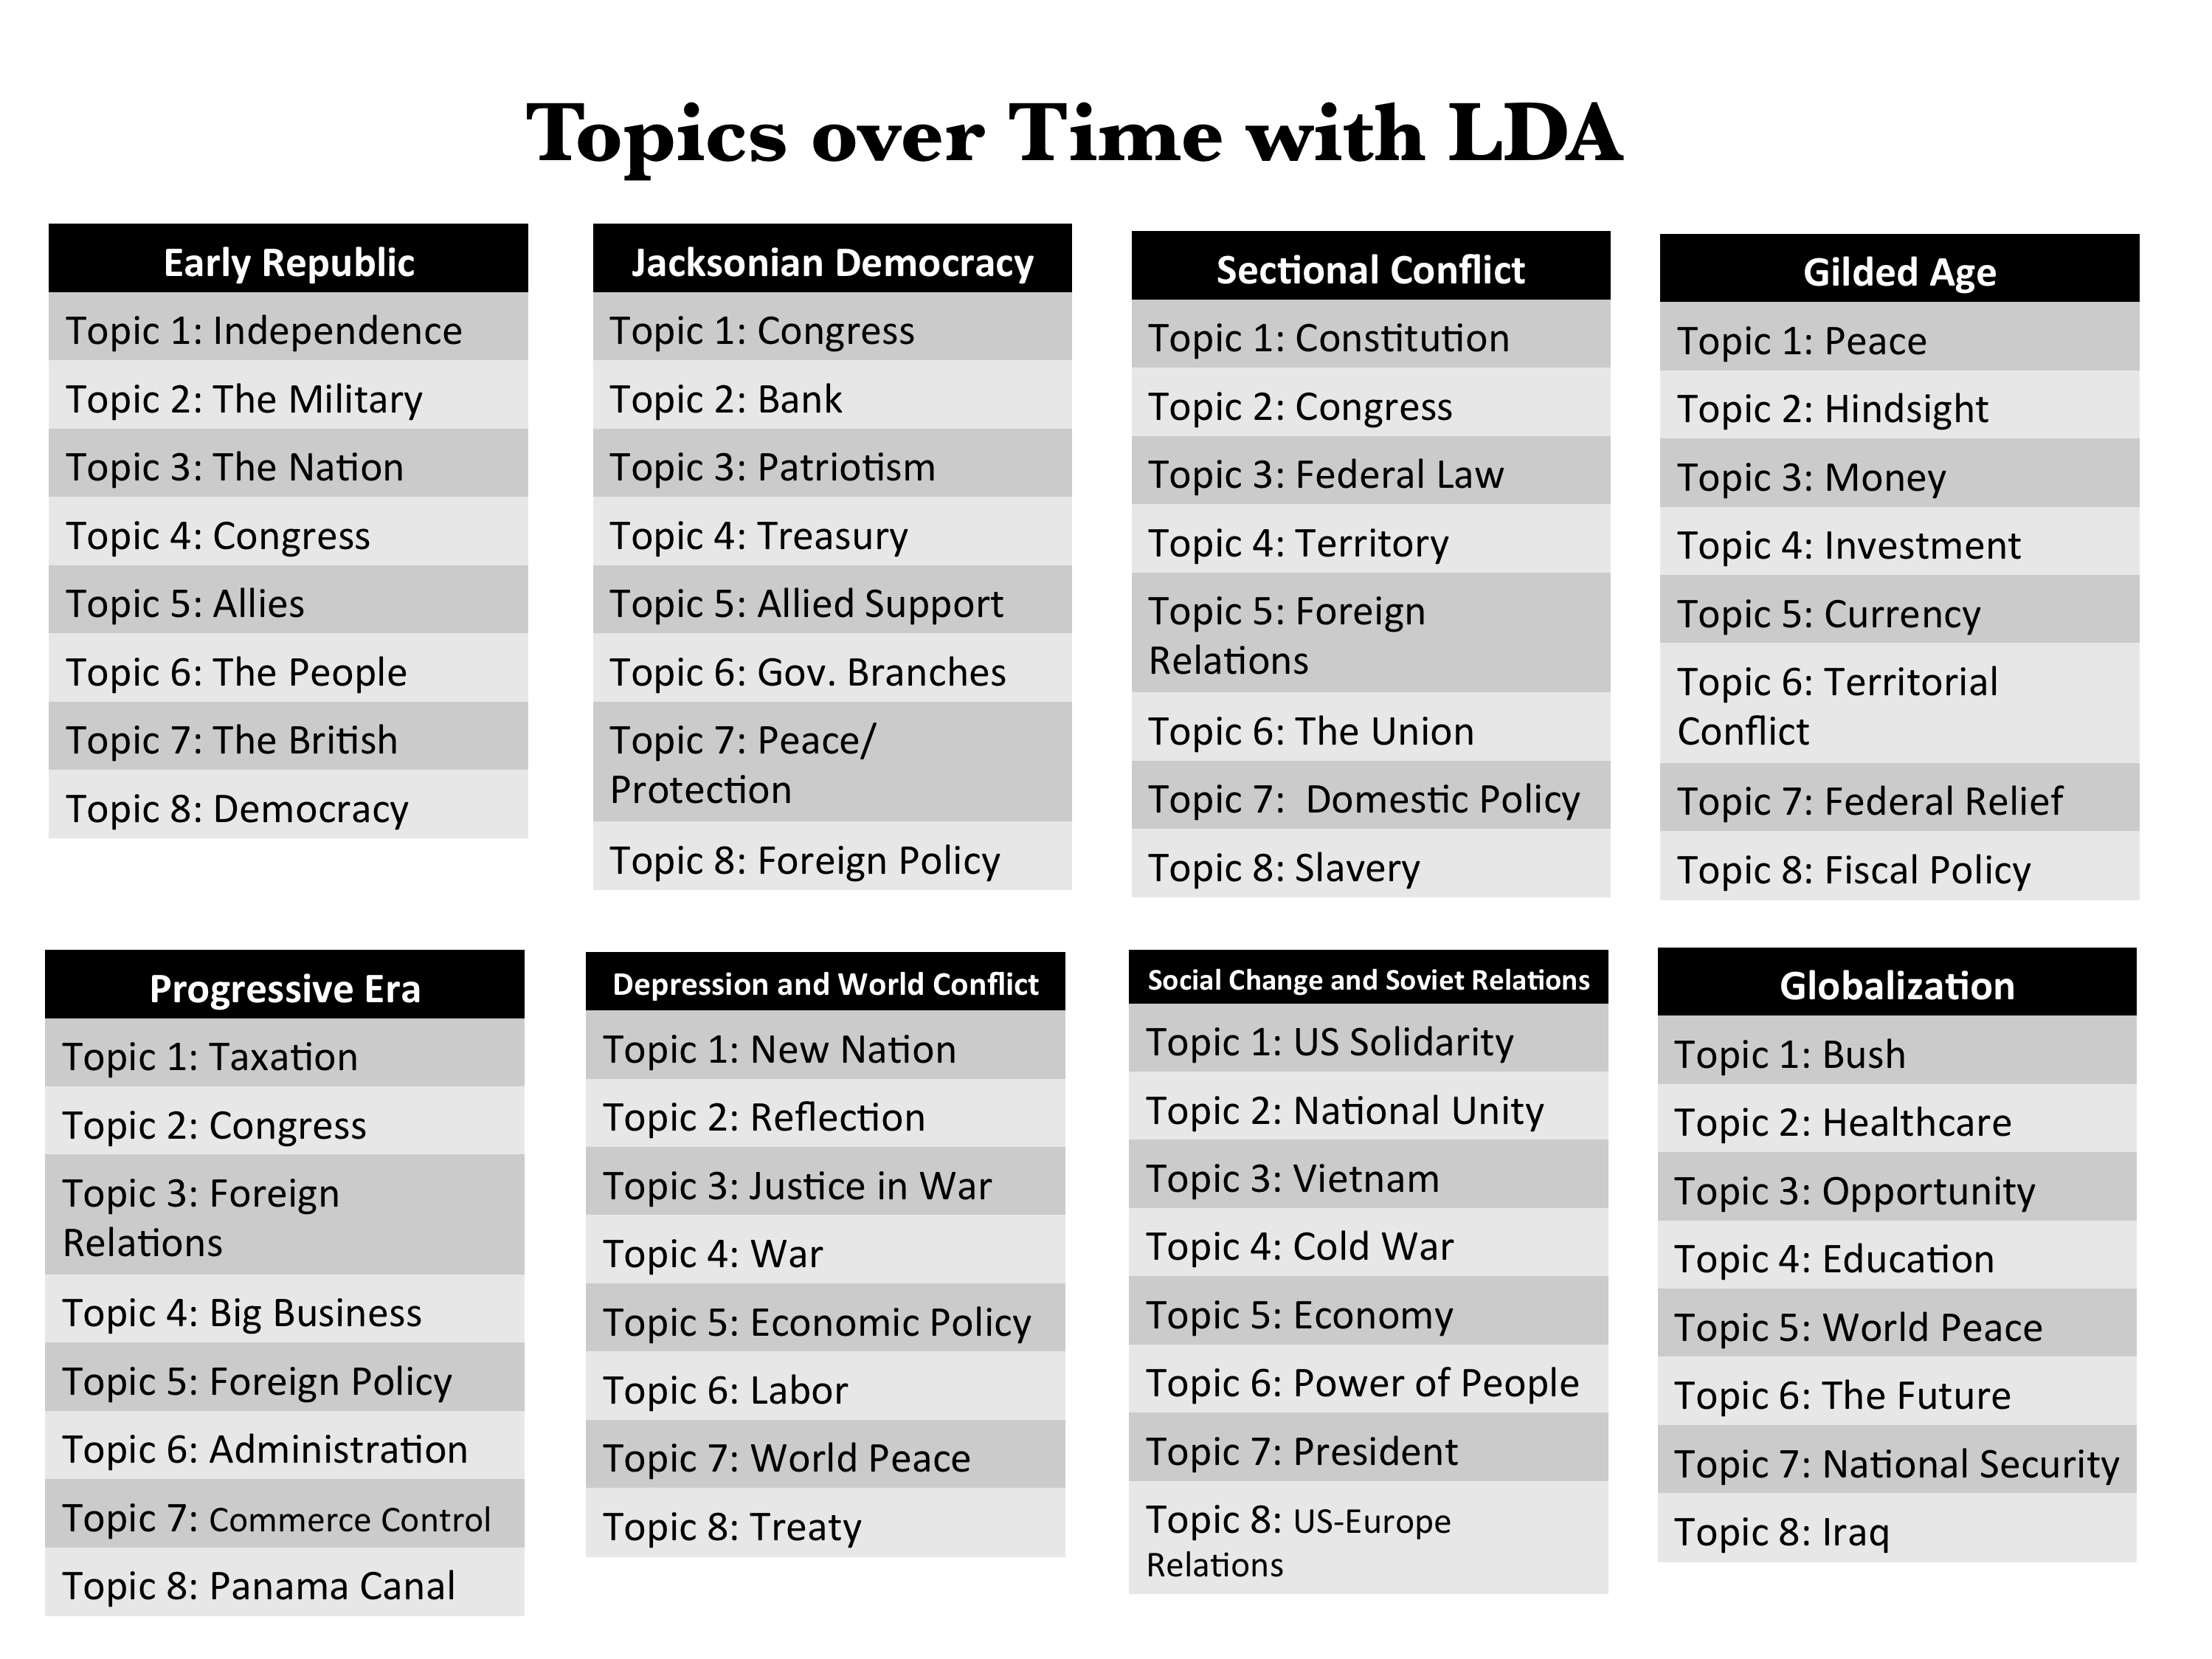 Topics over Time with LDA
Early Republic
Topic 1: Independence
Topic 2: The Military
Topic 3: The Nation
Topic 4: Congress
Topic 5: Allies
Topic 6: The People
Topic 7: The British
Topic 8: Democracy
Jacksonian Democracy
Topic 1: Congress
Topic 2: Bank
Topic 3: Patriotism
Topic 4: Treasury
Topic 5: Allied Support
Topic 6: Gov. Branches
Topic 7: Peace/
Protection
Topic 8: Foreign Policy
Sectional Conflict
Topic 1: Constitution
Topic 2: Congress
Topic 3: Federal Law
Topic 4: Territory
Topic 5: Foreign
Relations
Topic 6: The Union
Topic 7: Domestic Policy
Topic 8: Slavery
Gilded Age
Topic 1: Peace
Topic 2: Hindsight
Topic 3: Money
Topic 4: Investment
Topic 5: Currency
Topic 6: Territorial
Conflict
Topic 7: Federal Relief
Topic 8: Fiscal Policy
Progressive Era
Topic 1: Taxation
Topic 2: Congress
Topic 3: Foreign
Relations
Topic 4: Big Business
Topic 5: Foreign Policy
Topic 6: Administration
Topic 7: Commerce Control
Topic 8: Panama Canal
Depression and World Conflict
Topic 1: New Nation
Topic 2: Reflection
Topic 3: Justice in War
Topic 4: War
Topic 5: Economic Policy
Topic 6: Labor
Topic 7: World Peace
Topic 8: Treaty
Social Change and Soviet Relations
Topic 1: US Solidarity
Topic 2: National Unity
Topic 3: Vietnam
Topic 4: Cold War
Topic 5: Economy
Topic 6: Power of People
Topic 7: President
Topic 8: US-Europe
Relations
Globalization
Topic 1: Bush
Topic 2: Healthcare
Topic 3: Opportunity
Topic 4: Education
Topic 5: World Peace
Topic 6: The Future
Topic 7: National Security
Topic 8: Iraq